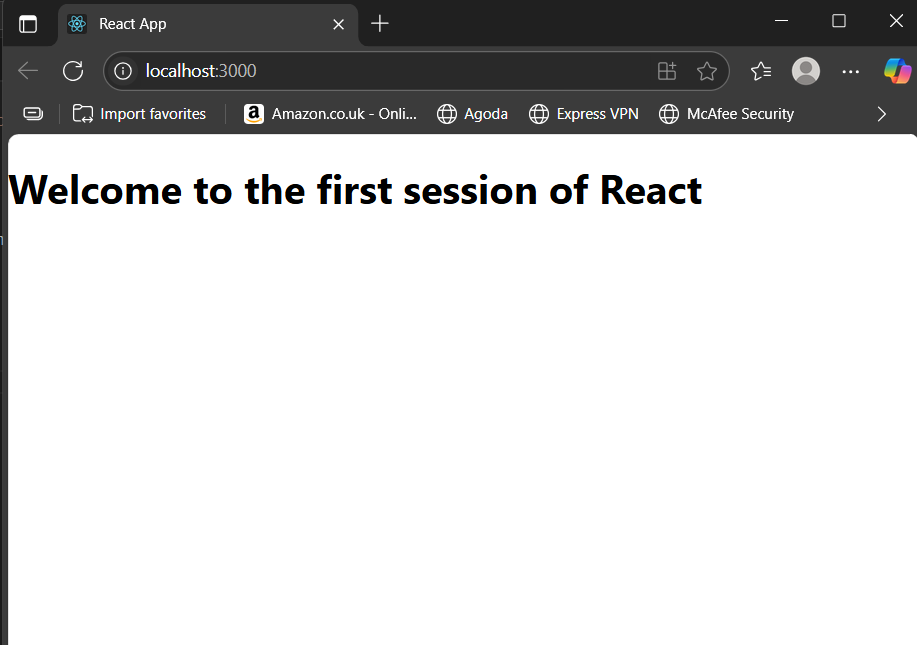 React App
localhost:3000
Import favorites
a Amazon.co.uk - Onli...
Agoda
Express VPN
McAfee Security
Welcome to the first session of React